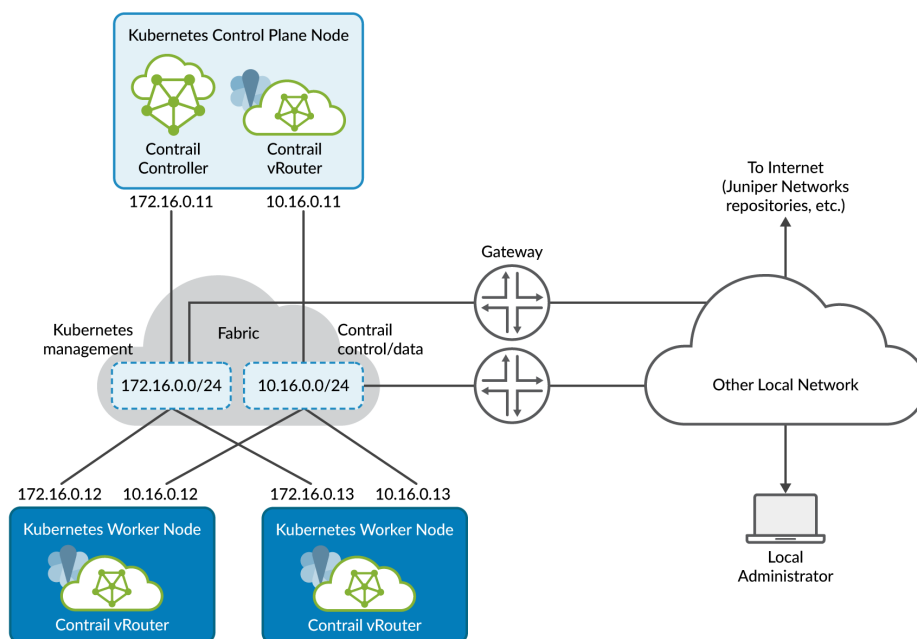 Kubernetes Control Plane Node
Contrail
Controller
Contrail
vRouter
172.16.0.11
10.16.0.11
To Internet
(Juniper Networks
repositories, etc.)
Gateway
Kubernetes
management
Fabric
Contrail
control/data
172.16.0.0/24
10.16.0.0/24
Other Local Network
172.16.0.12
10.16.0.12
172.16.0.13
10.16.0.13
Kubernetes Worker Node
Contrail vRouter
Kubernetes Worker Node
Contrail vRouter
Local
Administrator